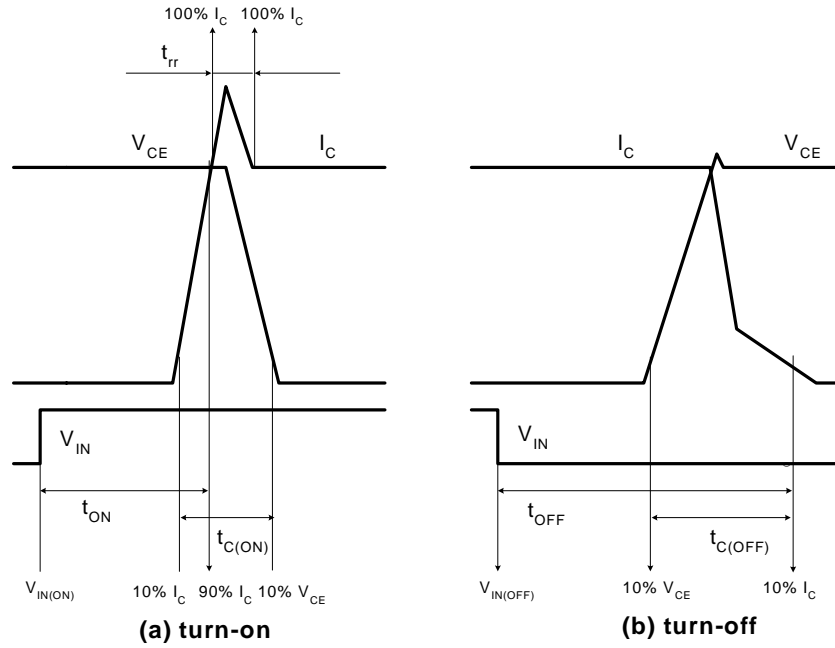 100% I_C 100% I_C
t_rr
V_CE I_C
V_IN
t_ON
t_C(ON)
V_IN(ON)
10% I_C 90% I_C 10% V_CE
(a) turn-on
I_C V_CE
V_IN
t_OFF
t_C(OFF)
V_IN(OFF)
10% V_CE 10% I_C
(b) turn-off